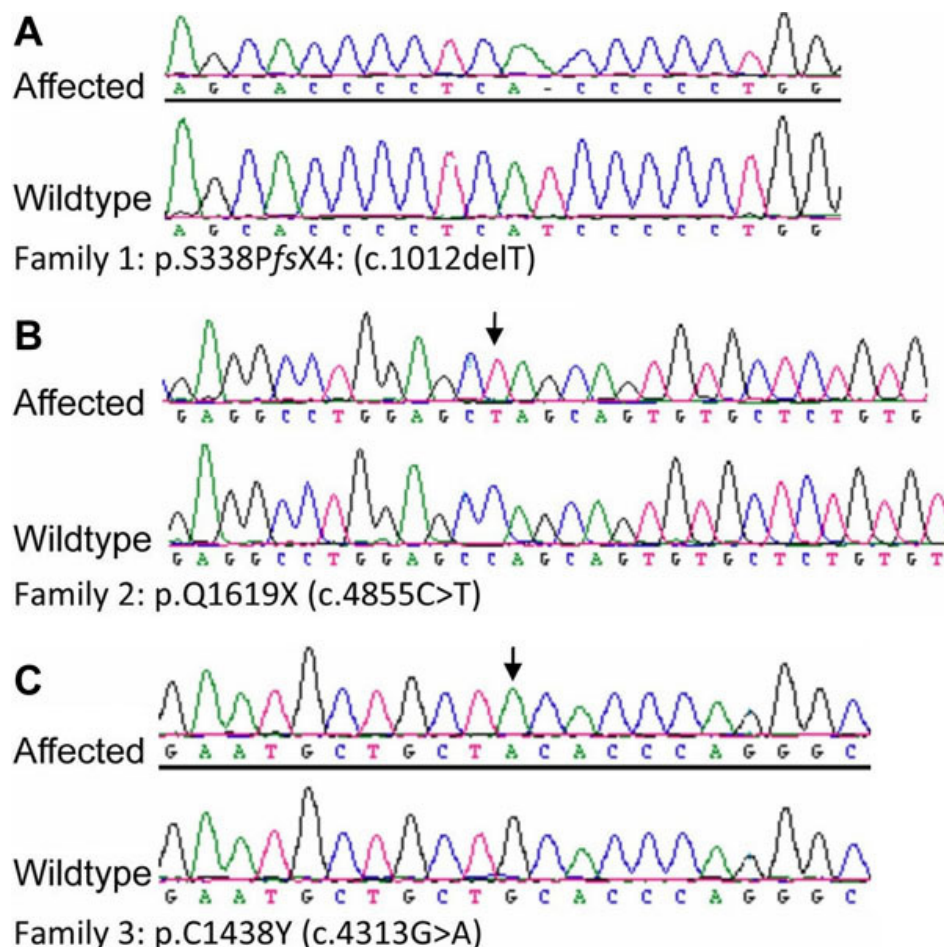 A
Affected
A G C A C C C C T C A - C C C C C T G G
Wildtype
A G C A C C C C T C A T C C C C C T G G
Family 1: p.S338PfsX4: (c.1012delT)
B
Affected
G A G G C C T G G A G C T A G C A G T G T G C T C T G T G
Wildtype
G A G G C C T G G A G C C A G C A G T G T G C T C T G T G T
Family 2: p.Q1619X (c.4855C>T)
C
Affected
G A A T G C T G C T A C A C C C A G G G C
Wildtype
G A A T G C T G C T G C A C C C A G G G C
Family 3: p.C1438Y (c.4313G>A)